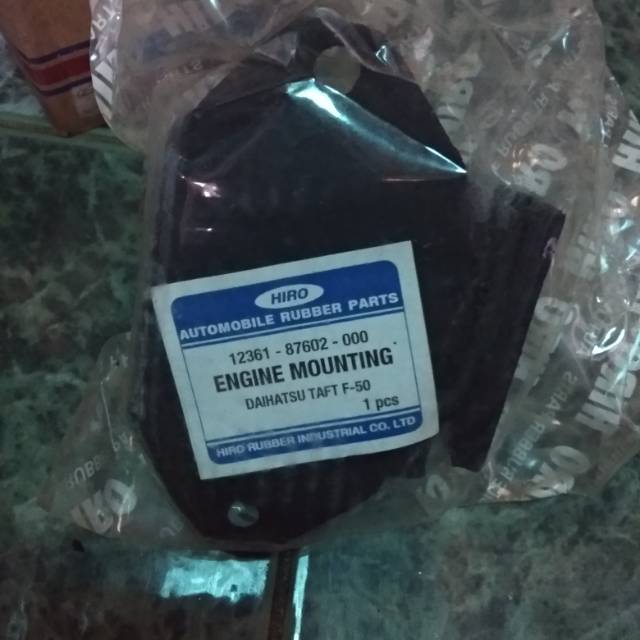 HIRO
AUTOMOBILE RUBBER PARTS
12361 - 87602 - 000
ENGINE MOUNTING
DAIHATSU TAFT F-50
1 pcs
HIRO RUBBER INDUSTRIAL CO. LTD